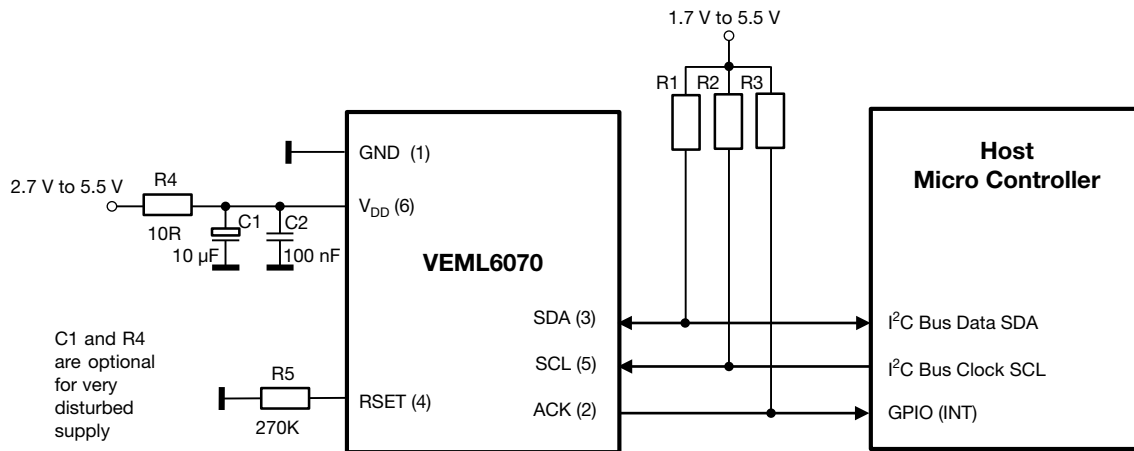 1.7 V to 5.5 V
R1
R2
R3
GND (1)
Host
Micro Controller
2.7 V to 5.5 V
R4
10R
C1
10 µF
C2
100 nF
V_DD (6)
VEML6070
SDA (3)
I²C Bus Data SDA
C1 and R4
are optional
for very
disturbed
supply
SCL (5)
I²C Bus Clock SCL
R5
270K
RSET (4)
ACK (2)
GPIO (INT)